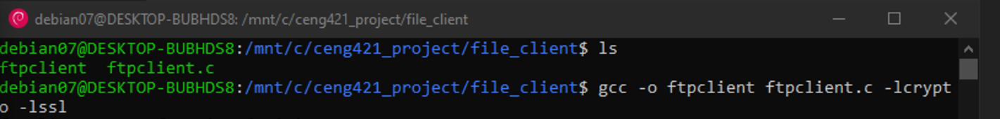 debian07@DESKTOP-BUBHDS8: /mnt/c/ceng421_project/file_client
debian07@DESKTOP-BUBHDS8:/mnt/c/ceng421_project/file_client$ ls
ftpclient  ftpclient.c
debian07@DESKTOP-BUBHDS8:/mnt/c/ceng421_project/file_client$ gcc -o ftpclient ftpclient.c -lcrypt
o -lssl